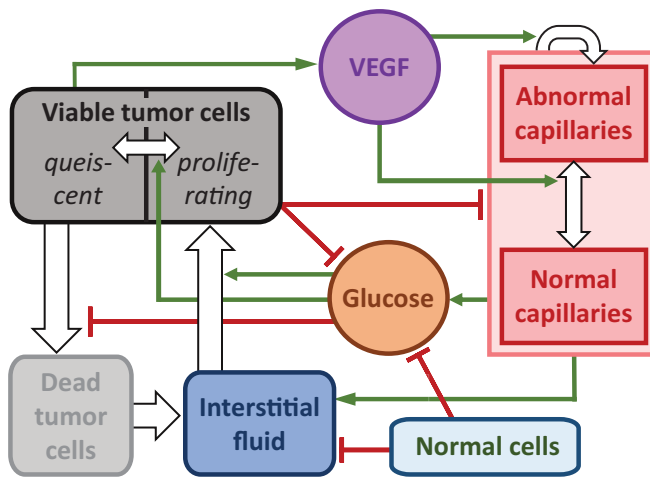 VEGF
Abnormal
capillaries
Viable tumor cells
queis-
cent
prolife-
rating
Glucose
Normal
capillaries
Dead
tumor
cells
Interstitial
fluid
Normal cells